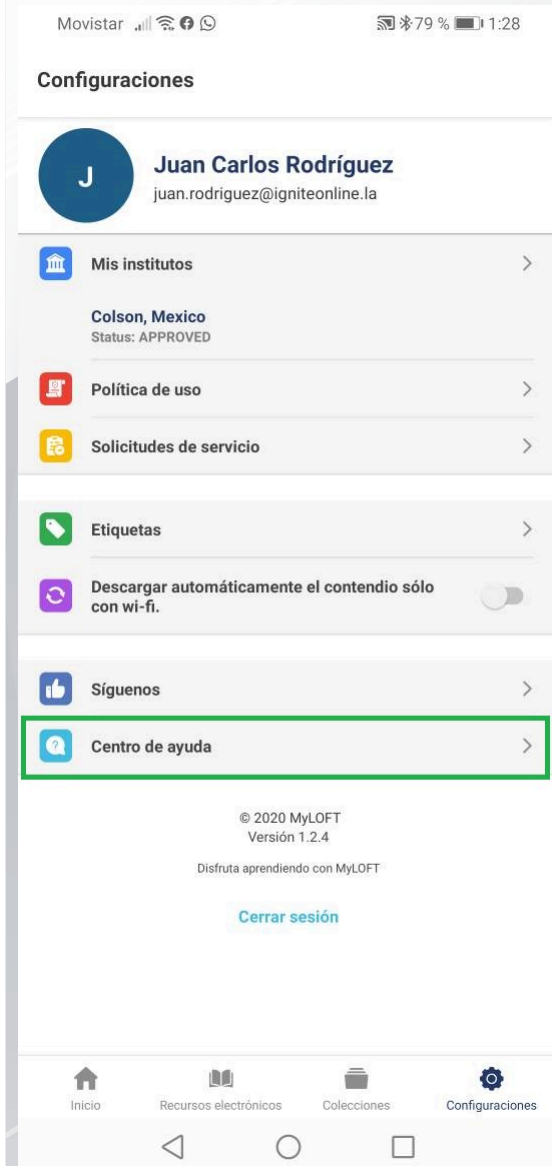 Movistar 79 % 1:28
Configuraciones
J
Juan Carlos Rodríguez
juan.rodriguez@igniteonline.la
Mis institutos
Colson, Mexico
Status: APPROVED
Política de uso
Solicitudes de servicio
Etiquetas
Descargar automáticamente el contendio sólo
con wi-fi.
Síguenos
Centro de ayuda
© 2020 MyLOFT
Versión 1.2.4
Disfruta aprendiendo con MyLOFT
Cerrar sesión
Inicio Recursos electrónicos Colecciones Configuraciones